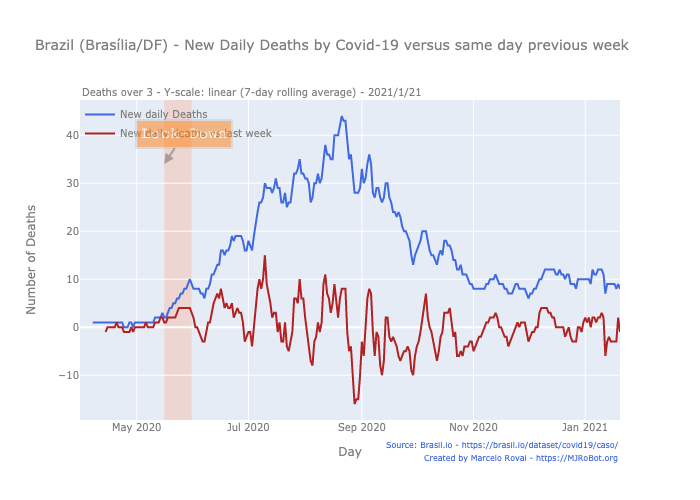 Brazil (Brasília/DF) - New Daily Deaths by Covid-19 versus same day previous week
Deaths over 3 - Y-scale: linear (7-day rolling average) - 2021/1/21
New daily Deaths
last week
40
30
20
10
0
−10
Number of Deaths
May 2020
Jul 2020
Sep 2020
Nov 2020
Jan 2021
Day
Source: Brasil.io - https://brasil.io/dataset/covid19/caso/
Created by Marcelo Rovai - https://MJRoBot.org